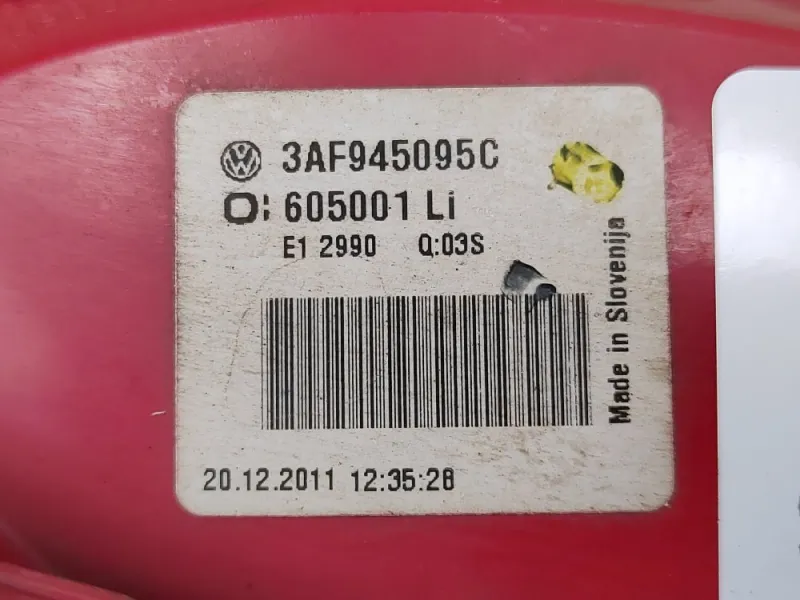 3AF945095C
O: 605001 Li
E1 2990 Q:03S
Made in Slovenija
20.12.2011 12:35:28